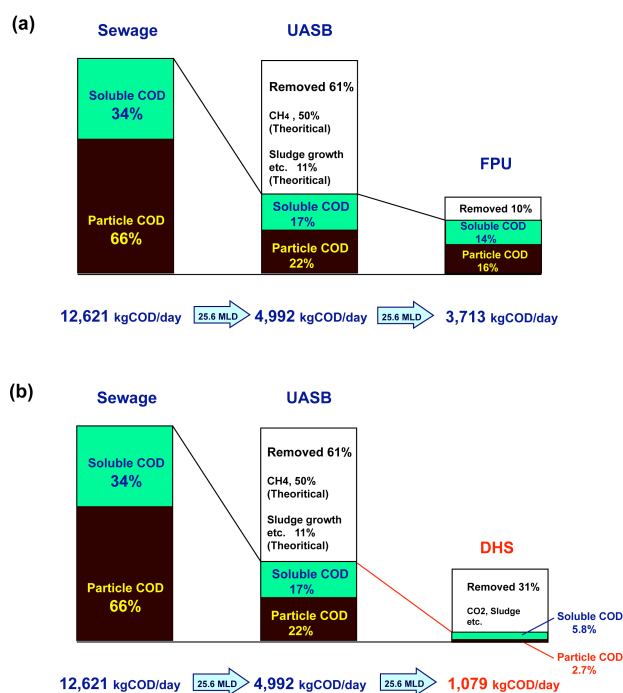 (a)
Sewage
UASB
FPU
Soluble COD
34%
Particle COD
66%
Removed 61%
CH4 , 50%
(Theoritical)
Sludge growth
etc. 11%
(Theoritical)
Soluble COD
17%
Particle COD
22%
Removed 10%
Soluble COD
14%
Particle COD
16%
12,621 kgCOD/day
25.6 MLD
4,992 kgCOD/day
25.6 MLD
3,713 kgCOD/day
(b)
Sewage
UASB
DHS
Soluble COD
34%
Particle COD
66%
Removed 61%
CH4, 50%
(Theoritical)
Sludge growth
etc. 11%
(Theoritical)
Soluble COD
17%
Particle COD
22%
Removed 31%
CO2, Sludge
etc.
Soluble COD
5.8%
Particle COD
2.7%
12,621 kgCOD/day
25.6 MLD
4,992 kgCOD/day
25.6 MLD
1,079 kgCOD/day